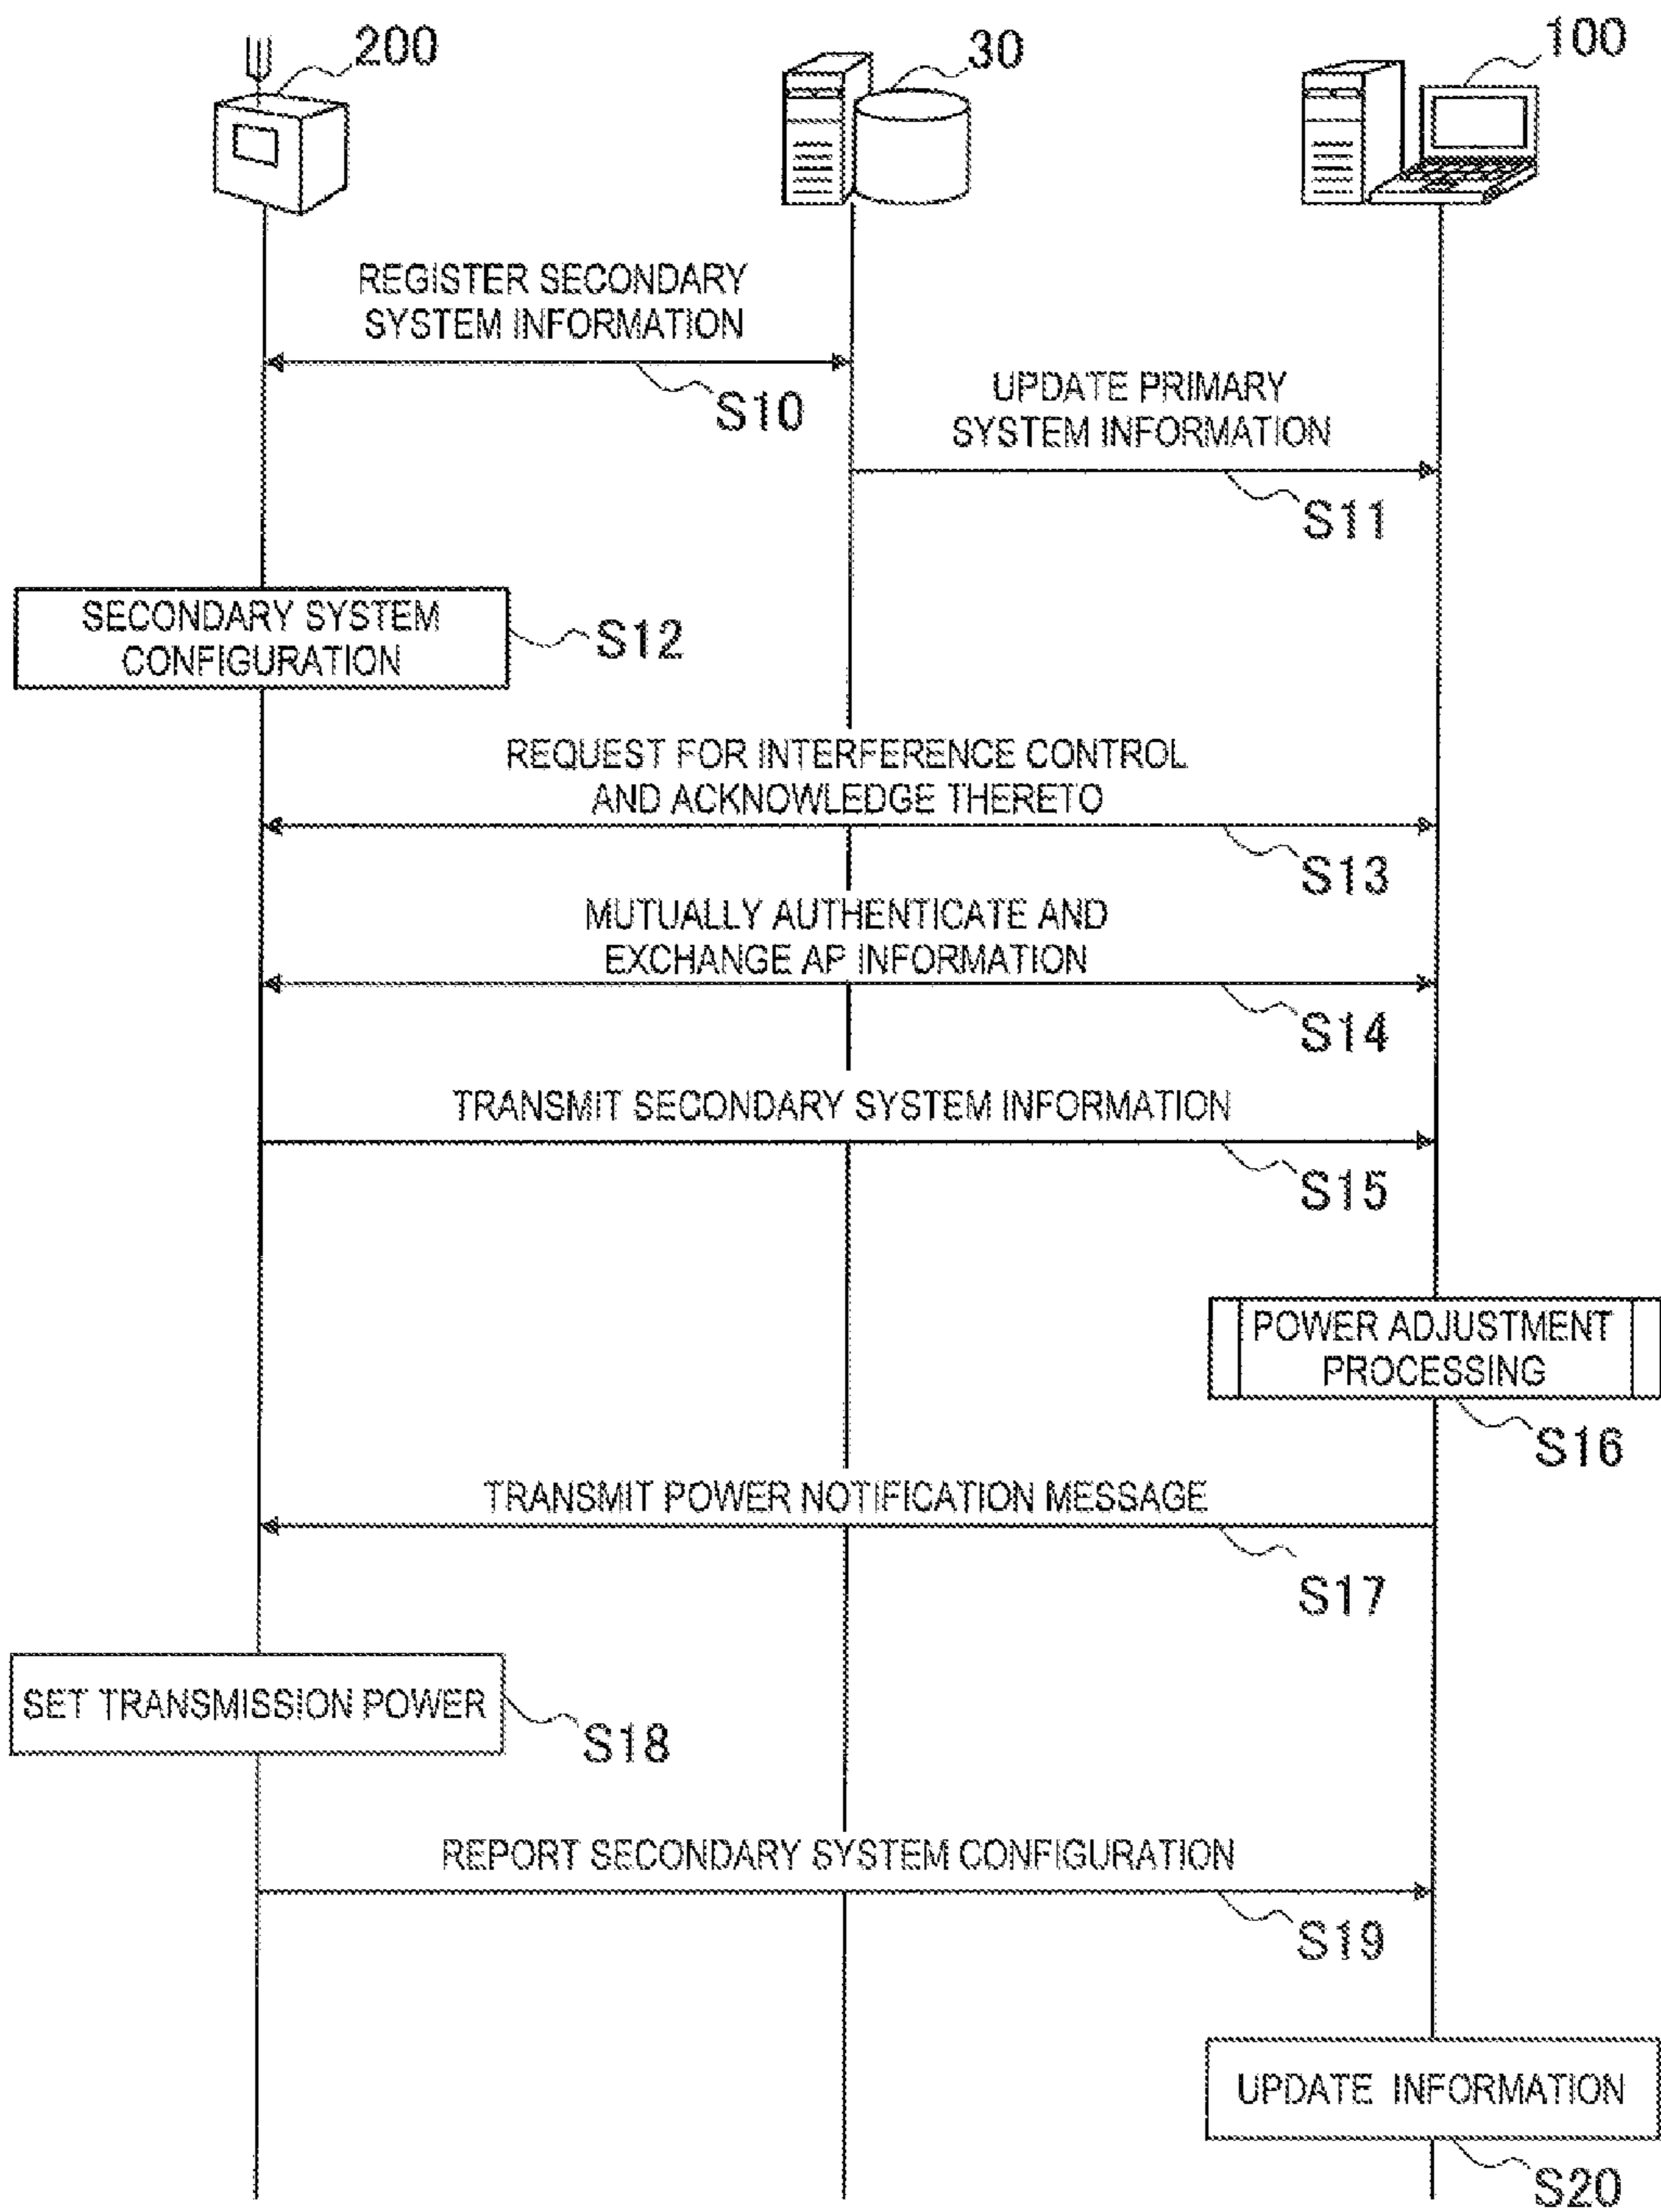 200
30
100
REGISTER SECONDARY
SYSTEM INFORMATION
S10
UPDATE PRIMARY
SYSTEM INFORMATION
S11
SECONDARY SYSTEM
CONFIGURATION
S12
REQUEST FOR INTERFERENCE CONTROL
AND ACKNOWLEDGE THERETO
S13
MUTUALLY AUTHENTICATE AND
EXCHANGE AP INFORMATION
S14
TRANSMIT SECONDARY SYSTEM INFORMATION
S15
POWER ADJUSTMENT
PROCESSING
S16
TRANSMIT POWER NOTIFICATION MESSAGE
S17
SET TRANSMISSION POWER
S18
REPORT SECONDARY SYSTEM CONFIGURATION
S19
UPDATE INFORMATION
S20